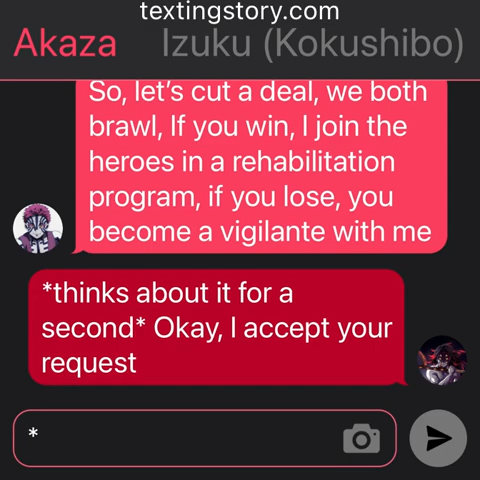 textingstory.com
Akaza Izuku (Kokushibo)
So, let's cut a deal, we both
brawl, If you win, I join the
heroes in a rehabilitation
program, if you lose, you
become a vigilante with me
*thinks about it for a
second* Okay, I accept your
request
*